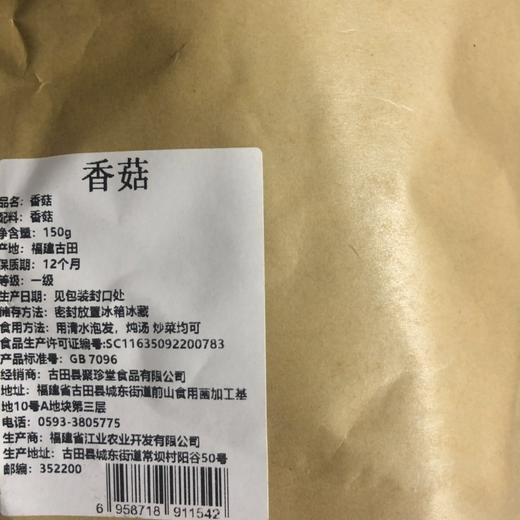 香菇
品名：香菇
配料：香菇
净含量：150g
产地：福建古田
保质期：12个月
等级：一级
生产日期：见包装封口处
储存方法：密封放置冰箱冰藏
食用方法：用清水泡发，炖汤 炒菜均可
食品生产许可证编号:SC11635092200783
产品标准号：GB 7096
经销商：古田县聚珍堂食品有限公司
地址：福建省古田县城东街道前山食用菌加工基
地10号A地块第三层
电话：0593-3805775
生产商：福建省江业农业开发有限公司
生产地址：古田县城东街道常坝村阳谷50号
邮编：352200
6 958718 911542